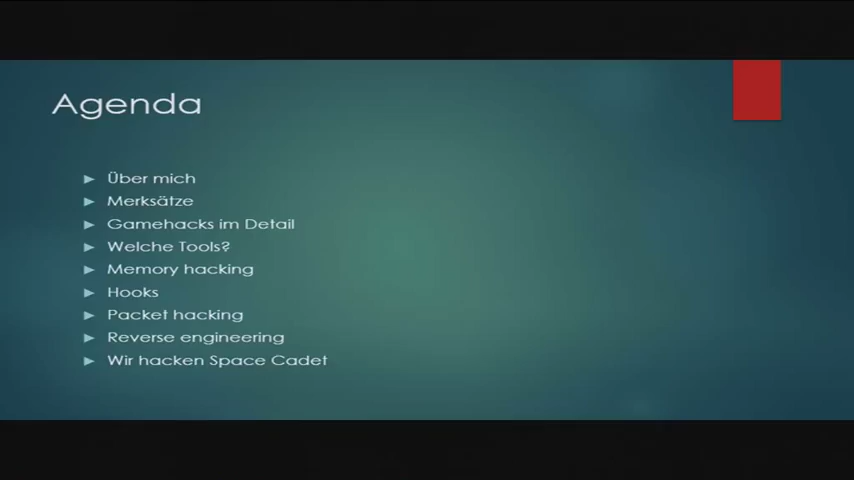 Agenda
Über mich
Merksätze
Gamehacks im Detail
Welche Tools?
Memory hacking
Hooks
Packet hacking
Reverse engineering
Wir hacken Space Cadet